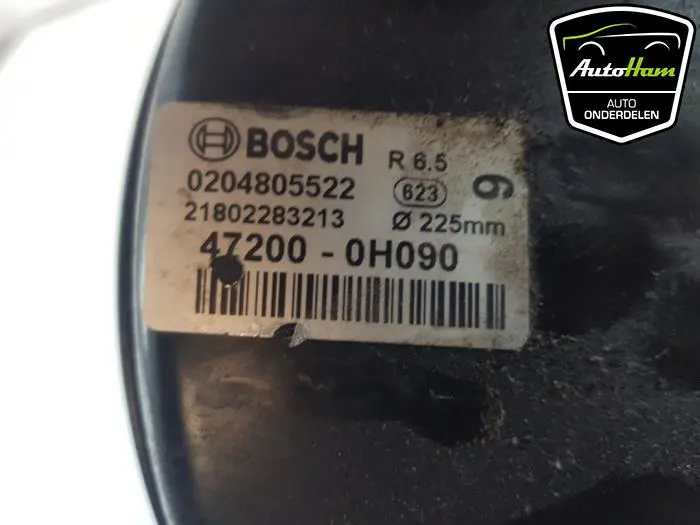 AutoHam
AUTO
ONDERDELEN
BOSCH R 6.5
0204805522 623 6
21802283213 Ø 225mm
47200 - 0H090